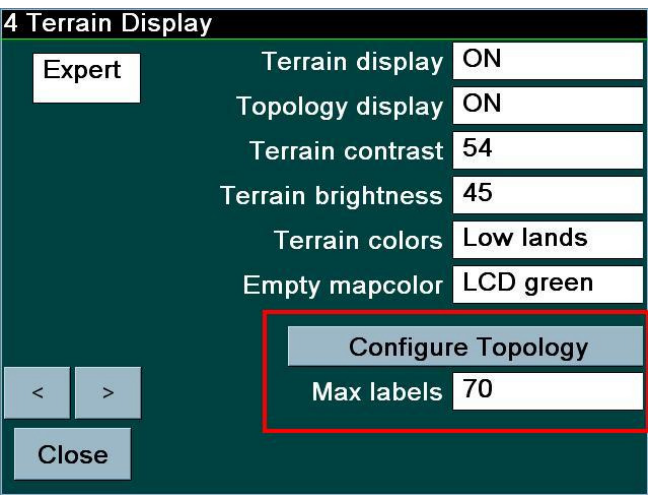 4 Terrain Display
Expert
Terrain display ON
Topology display ON
Terrain contrast 54
Terrain brightness 45
Terrain colors Low lands
Empty mapcolor LCD green
Configure Topology
< > Max labels 70
Close